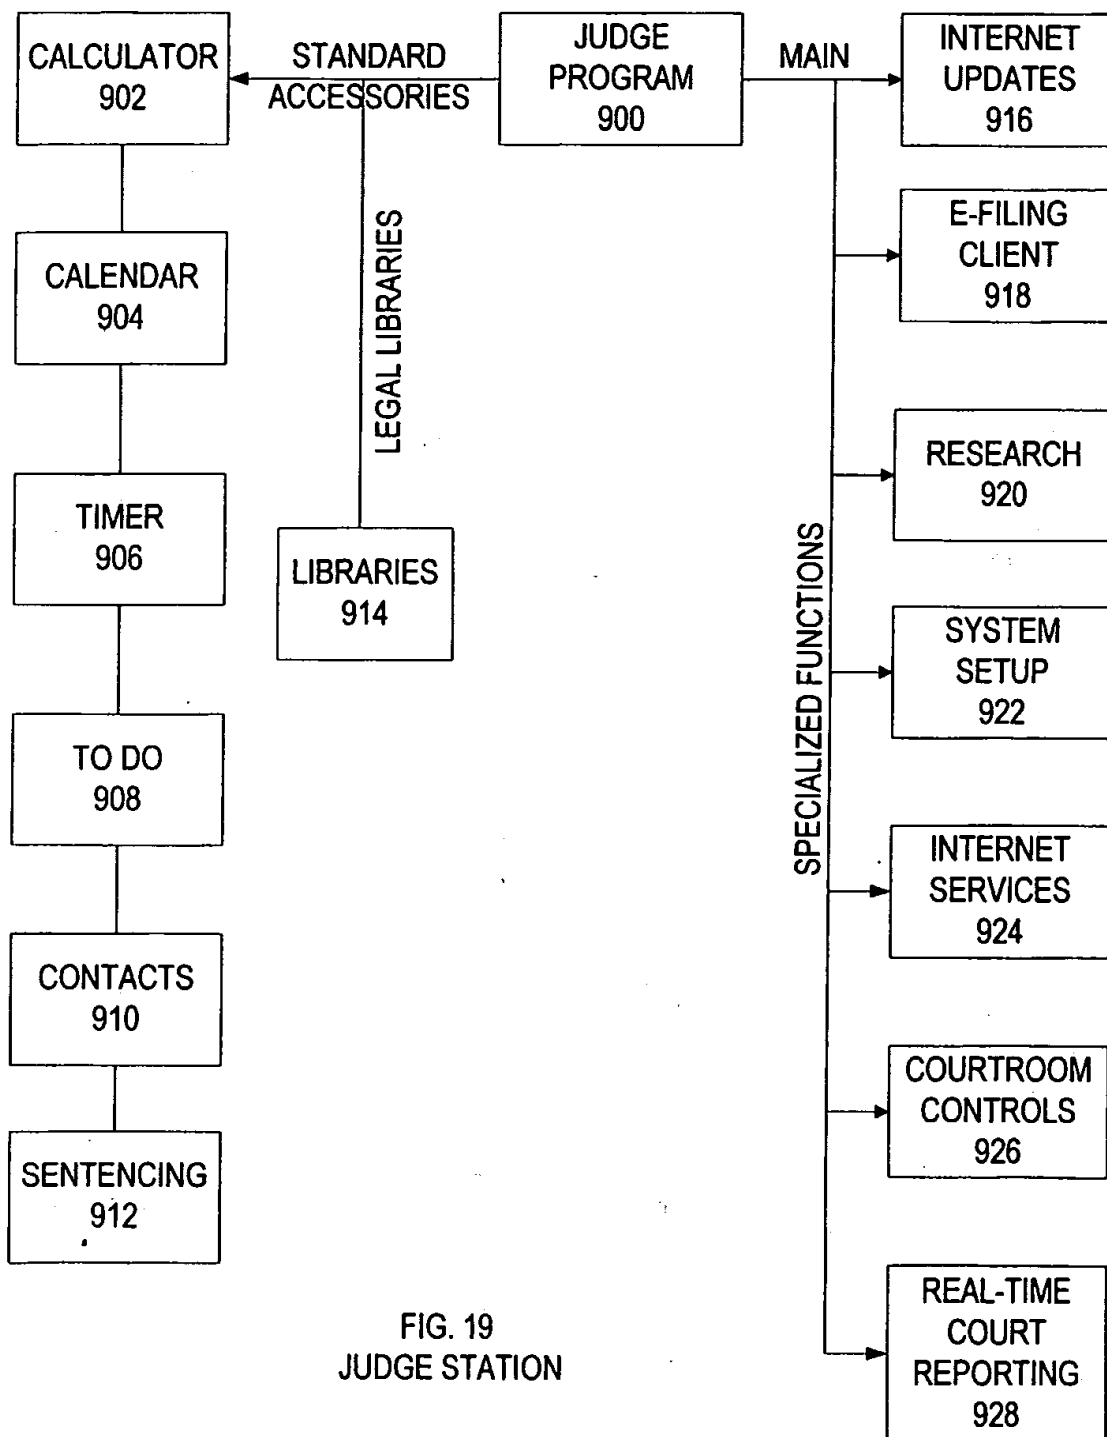 CALCULATOR
902
STANDARD
ACCESSORIES
JUDGE
PROGRAM
900
MAIN
INTERNET
UPDATES
916
E-FILING
CLIENT
918
CALENDAR
904
LEGAL LIBRARIES
RESEARCH
920
TIMER
906
LIBRARIES
914
SPECIALIZED FUNCTIONS
SYSTEM
SETUP
922
TO DO
908
INTERNET
SERVICES
924
CONTACTS
910
COURTROOM
CONTROLS
926
SENTENCING
912
REAL-TIME
COURT
REPORTING
928
FIG. 19
JUDGE STATION